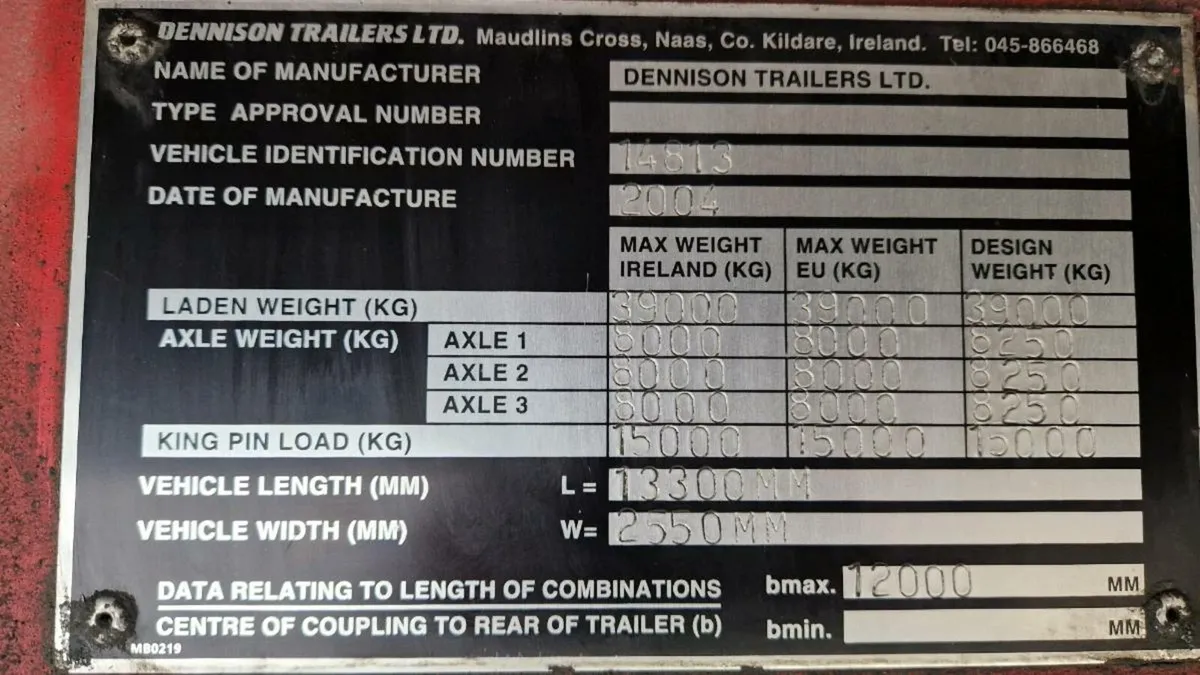 DENNISON TRAILERS LTD. Maudlins Cross, Naas, Co. Kildare, Ireland. Tel: 045-866468
NAME OF MANUFACTURER DENNISON TRAILERS LTD.
TYPE APPROVAL NUMBER
VEHICLE IDENTIFICATION NUMBER 14813
DATE OF MANUFACTURE 2004
MAX WEIGHT IRELAND (KG) MAX WEIGHT EU (KG) DESIGN WEIGHT (KG)
LADEN WEIGHT (KG) 39000 39000 39000
AXLE WEIGHT (KG) AXLE 1 8000 8000 8250
AXLE 2 8000 8000 8250
AXLE 3 8000 8000 8250
KING PIN LOAD (KG) 15000 15000 15000
VEHICLE LENGTH (MM) L = 13300MM
VEHICLE WIDTH (MM) W= 2550MM
DATA RELATING TO LENGTH OF COMBINATIONS bmax. 12000 MM
CENTRE OF COUPLING TO REAR OF TRAILER (b) bmin. MM
MB0219